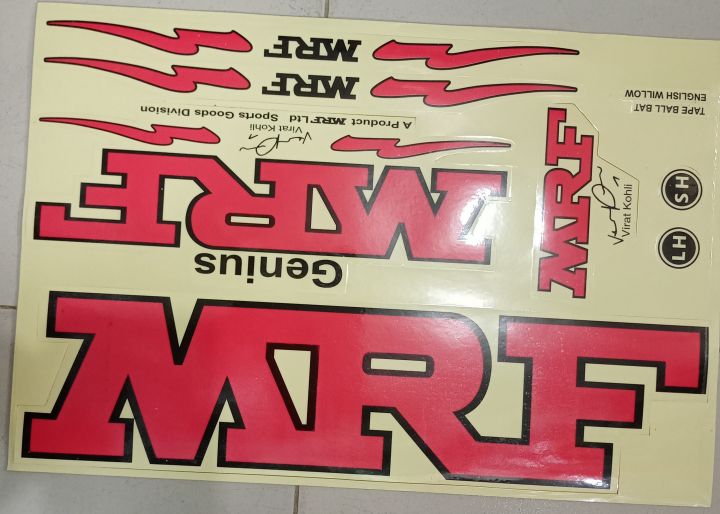 MRF
MRF
A Product MRF Ltd Sports Goods Division
Virat Kohli
MRF
Genius
MRF
MRF
Virat Kohli
TAPE BALL BAT
ENGLISH WILLOW
SH
LH